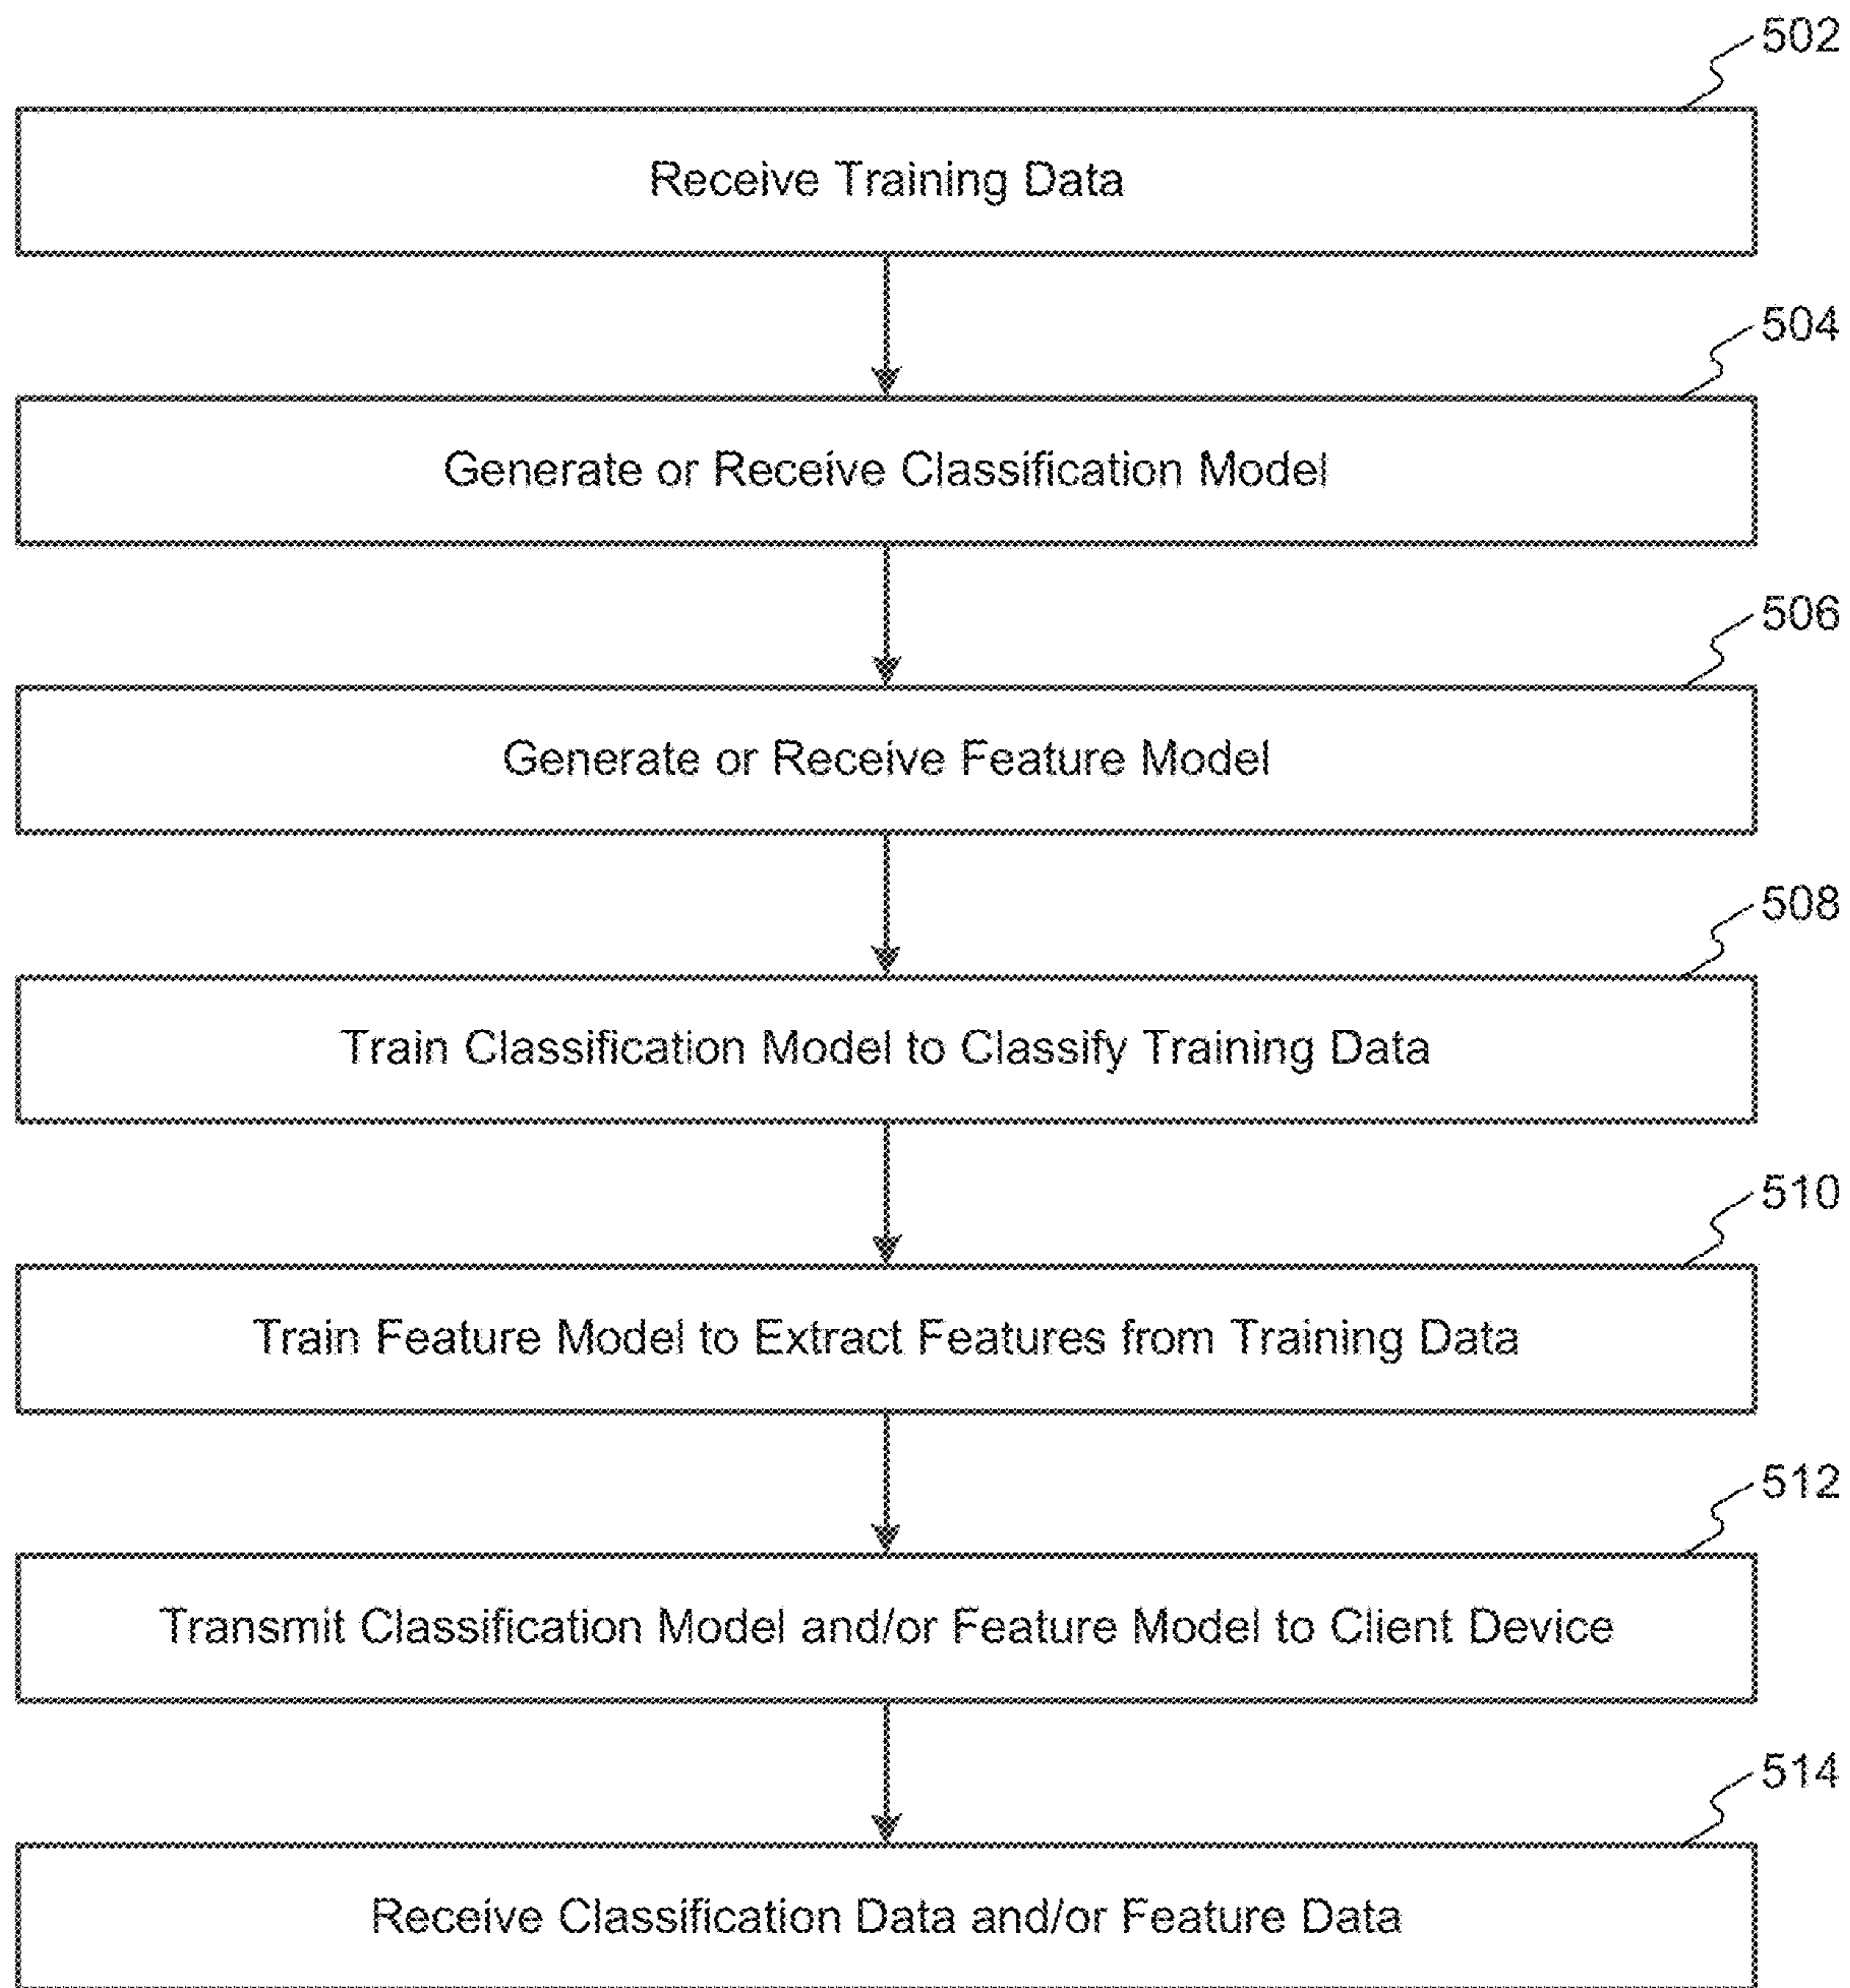 502
Receive Training Data
504
Generate or Receive Classification Model
506
Generate or Receive Feature Model
508
Train Classification Model to Classify Training Data
510
Train Feature Model to Extract Features from Training Data
512
Transmit Classification Model and/or Feature Model to Client Device
514
Receive Classification Data and/or Feature Data